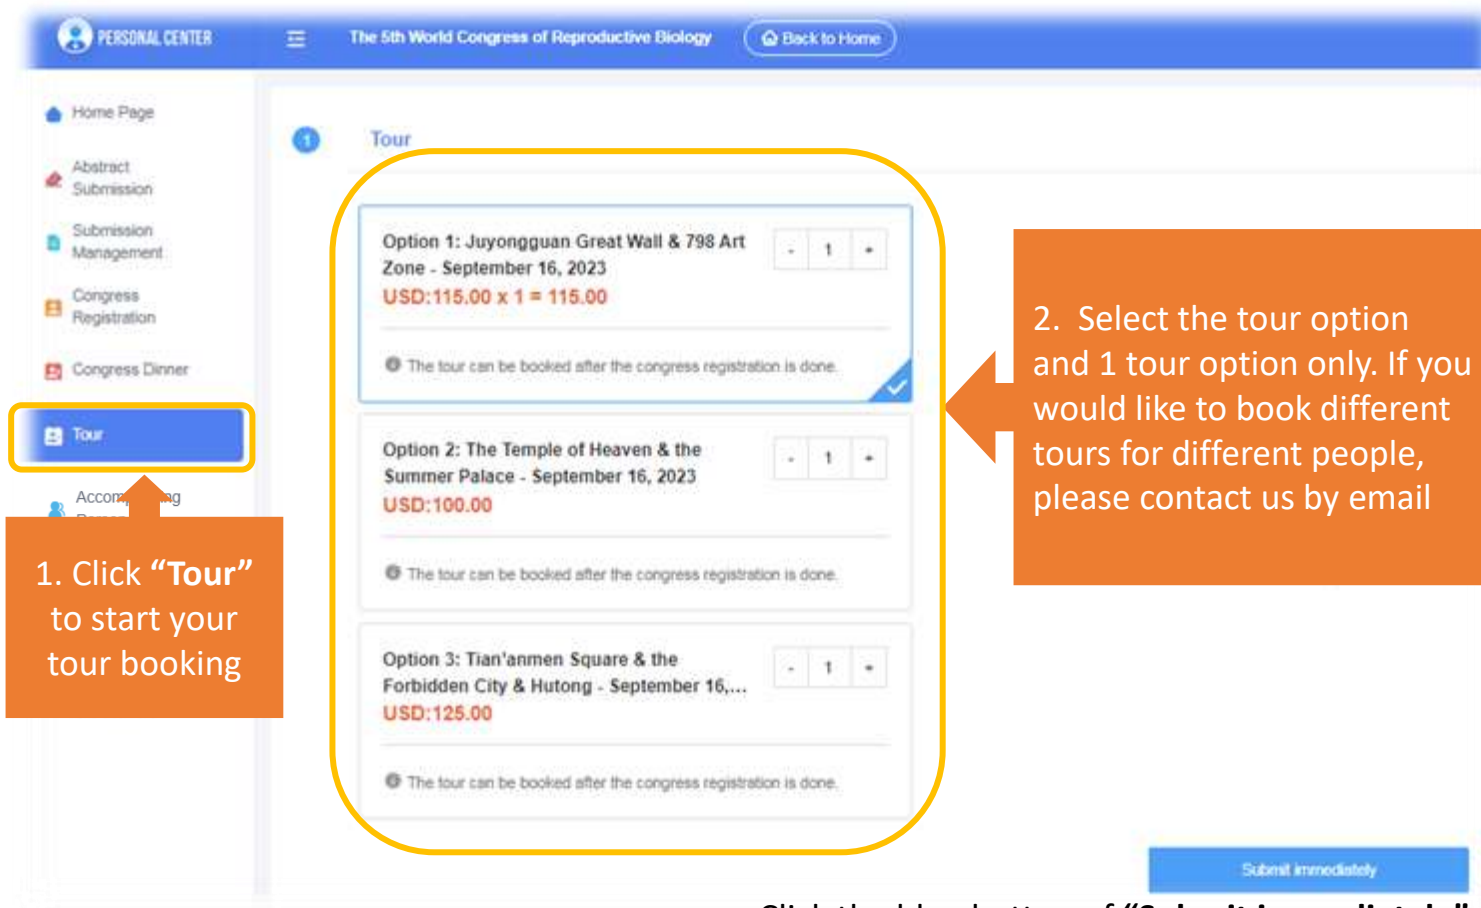 PERSONAL CENTER
The 5th World Congress of Reproductive Biology
Back to Home
Home Page
Abstract
Submission
Submission
Management
Congress
Registration
Congress Dinner
Tour
1
Tour
Option 1: Juyongguan Great Wall & 798 Art
Zone - September 16, 2023
- 1 +
USD:115.00 x 1 = 115.00
The tour can be booked after the congress registration is done.
Option 2: The Temple of Heaven & the
Summer Palace - September 16, 2023
- 1 +
USD:100.00
The tour can be booked after the congress registration is done.
Option 3: Tian'anmen Square & the
Forbidden City & Hutong - September 16,...
- 1 +
USD:125.00
The tour can be booked after the congress registration is done.
1. Click “Tour”
to start your
tour booking
2. Select the tour option
and 1 tour option only. If you
would like to book different
tours for different people,
please contact us by email
Submit immediately